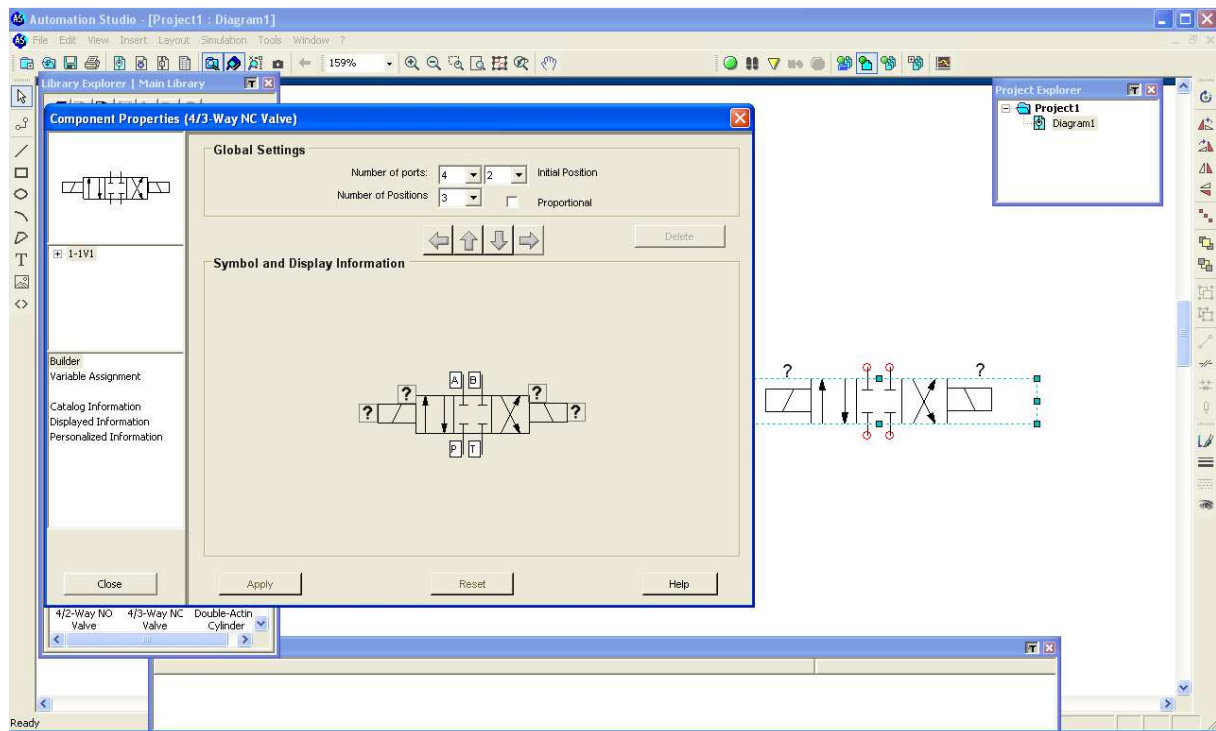 Automation Studio - [Project1 : Diagram1]
File Edit View Insert Layout Simulation Tools Window ?
159%
Library Explorer | Main Library
Project Explorer
Project1
Diagram1
Component Properties (4/3-Way NC Valve)
Global Settings
Number of ports: 4 2 Initial Position
Number of Positions 3 Proportional
Delete
1-1V1
Symbol and Display Information
Builder
Variable Assignment
Catalog Information
Displayed Information
Personalized Information
A B
? ?
? ?
P T
? ?
Close Apply Reset Help
4/2-Way NO Valve
4/3-Way NC Valve
Double-Actin Cylinder
Ready